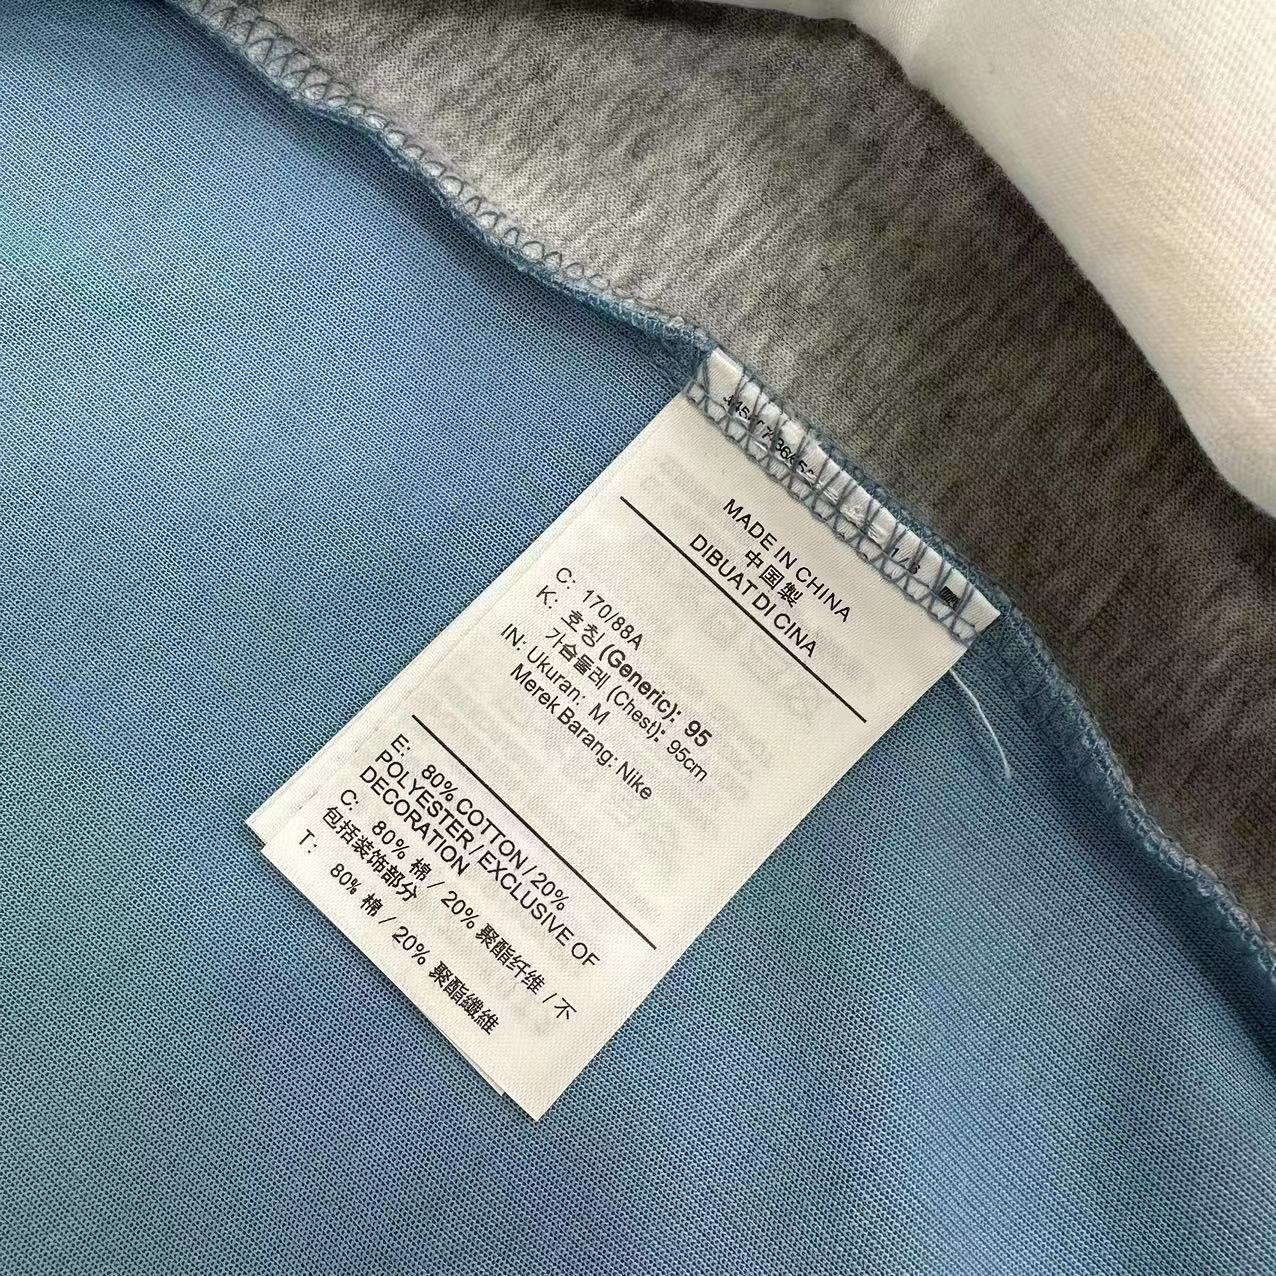 MADE IN CHINA
中国製
DIBUAT DI CINA
C: 170/88A
K: 호칭 (Generic): 95
가슴둘레 (Chest): 95cm
IN: Ukuran: M
Merek Barang: Nike
E: 80% COTTON / 20%
POLYESTER / EXCLUSIVE OF
DECORATION
C: 80% 棉 / 20% 聚酯纤维 / 不
包括装饰部分
T: 80% 棉 / 20% 聚酯纖維